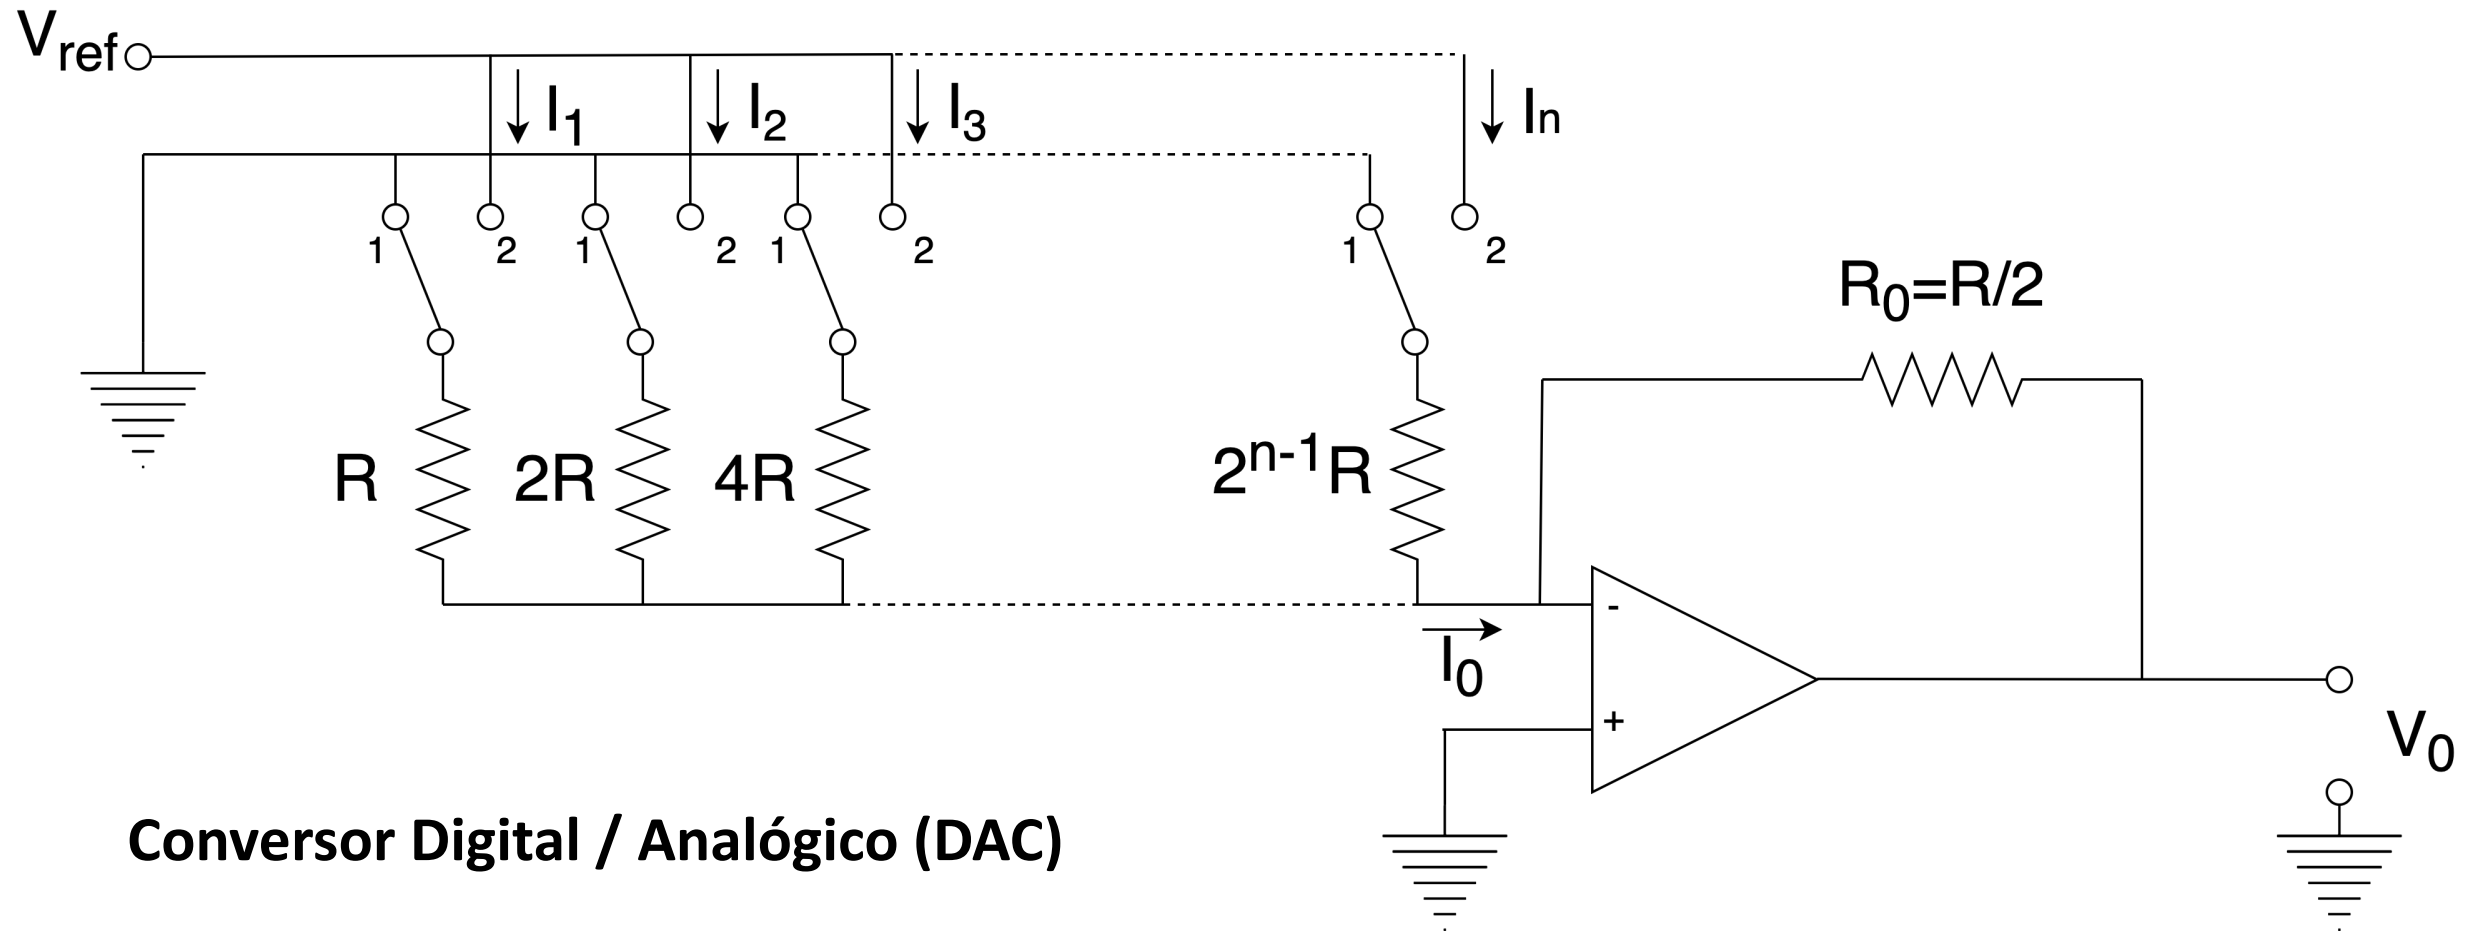 Vref
I1 I2 I3 In
1 2 1 2 1 2 1 2
R0=R/2
R 2R 4R 2^n-1R
-
I0
+
V0
Conversor Digital / Analógico (DAC)